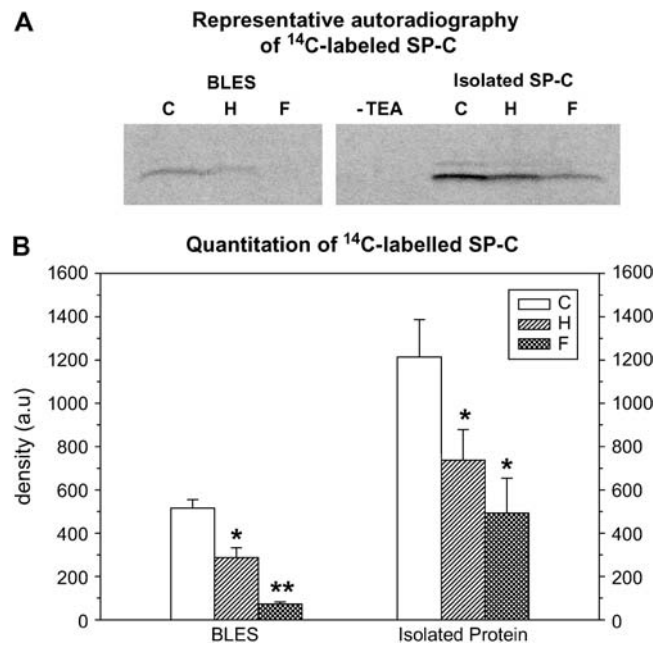 A
Representative autoradiography
of ¹⁴C-labeled SP-C
BLES
Isolated SP-C
C H F
-TEA C H F
B
Quantitation of ¹⁴C-labelled SP-C
1600
1400
1200
1000
800
600
400
200
0
density (a.u)
*
**
*
*
C
H
F
1600
1400
1200
1000
800
600
400
200
0
BLES
Isolated Protein